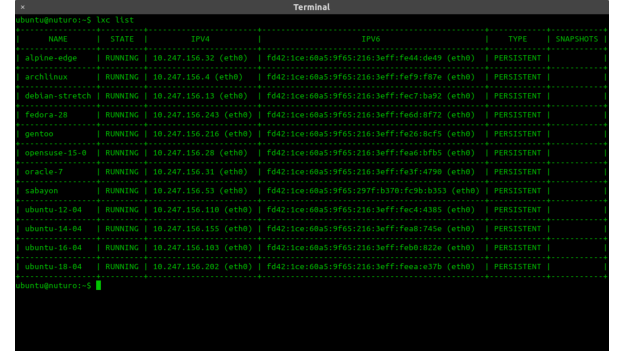 Terminal
ubuntu@nuturo:~$ lxc list
| NAME | STATE | IPV4 | IPV6 | TYPE | SNAPSHOTS |
| alpine-edge | RUNNING | 10.247.156.32 (eth0) | fd42:1ce:60a5:9f65:216:3eff:fe44:de49 (eth0) | PERSISTENT | |
| archlinux | RUNNING | 10.247.156.4 (eth0) | fd42:1ce:60a5:9f65:216:3eff:fef9:f87e (eth0) | PERSISTENT | |
| debian-stretch | RUNNING | 10.247.156.13 (eth0) | fd42:1ce:60a5:9f65:216:3eff:fec7:ba92 (eth0) | PERSISTENT | |
| fedora-28 | RUNNING | 10.247.156.243 (eth0) | fd42:1ce:60a5:9f65:216:3eff:fe6d:8f72 (eth0) | PERSISTENT | |
| gentoo | RUNNING | 10.247.156.216 (eth0) | fd42:1ce:60a5:9f65:216:3eff:fe26:8cf5 (eth0) | PERSISTENT | |
| opensuse-15-0 | RUNNING | 10.247.156.28 (eth0) | fd42:1ce:60a5:9f65:216:3eff:fea6:bfb5 (eth0) | PERSISTENT | |
| oracle-7 | RUNNING | 10.247.156.31 (eth0) | fd42:1ce:60a5:9f65:216:3eff:fe3f:4790 (eth0) | PERSISTENT | |
| sabayon | RUNNING | 10.247.156.53 (eth0) | fd42:1ce:60a5:9f65:297f:b370:fc9b:b353 (eth0) | PERSISTENT | |
| ubuntu-12-04 | RUNNING | 10.247.156.110 (eth0) | fd42:1ce:60a5:9f65:216:3eff:fec4:4385 (eth0) | PERSISTENT | |
| ubuntu-14-04 | RUNNING | 10.247.156.155 (eth0) | fd42:1ce:60a5:9f65:216:3eff:fea8:745e (eth0) | PERSISTENT | |
| ubuntu-16-04 | RUNNING | 10.247.156.103 (eth0) | fd42:1ce:60a5:9f65:216:3eff:feb0:822e (eth0) | PERSISTENT | |
| ubuntu-18-04 | RUNNING | 10.247.156.202 (eth0) | fd42:1ce:60a5:9f65:216:3eff:feea:e37b (eth0) | PERSISTENT | |
ubuntu@nuturo:~$